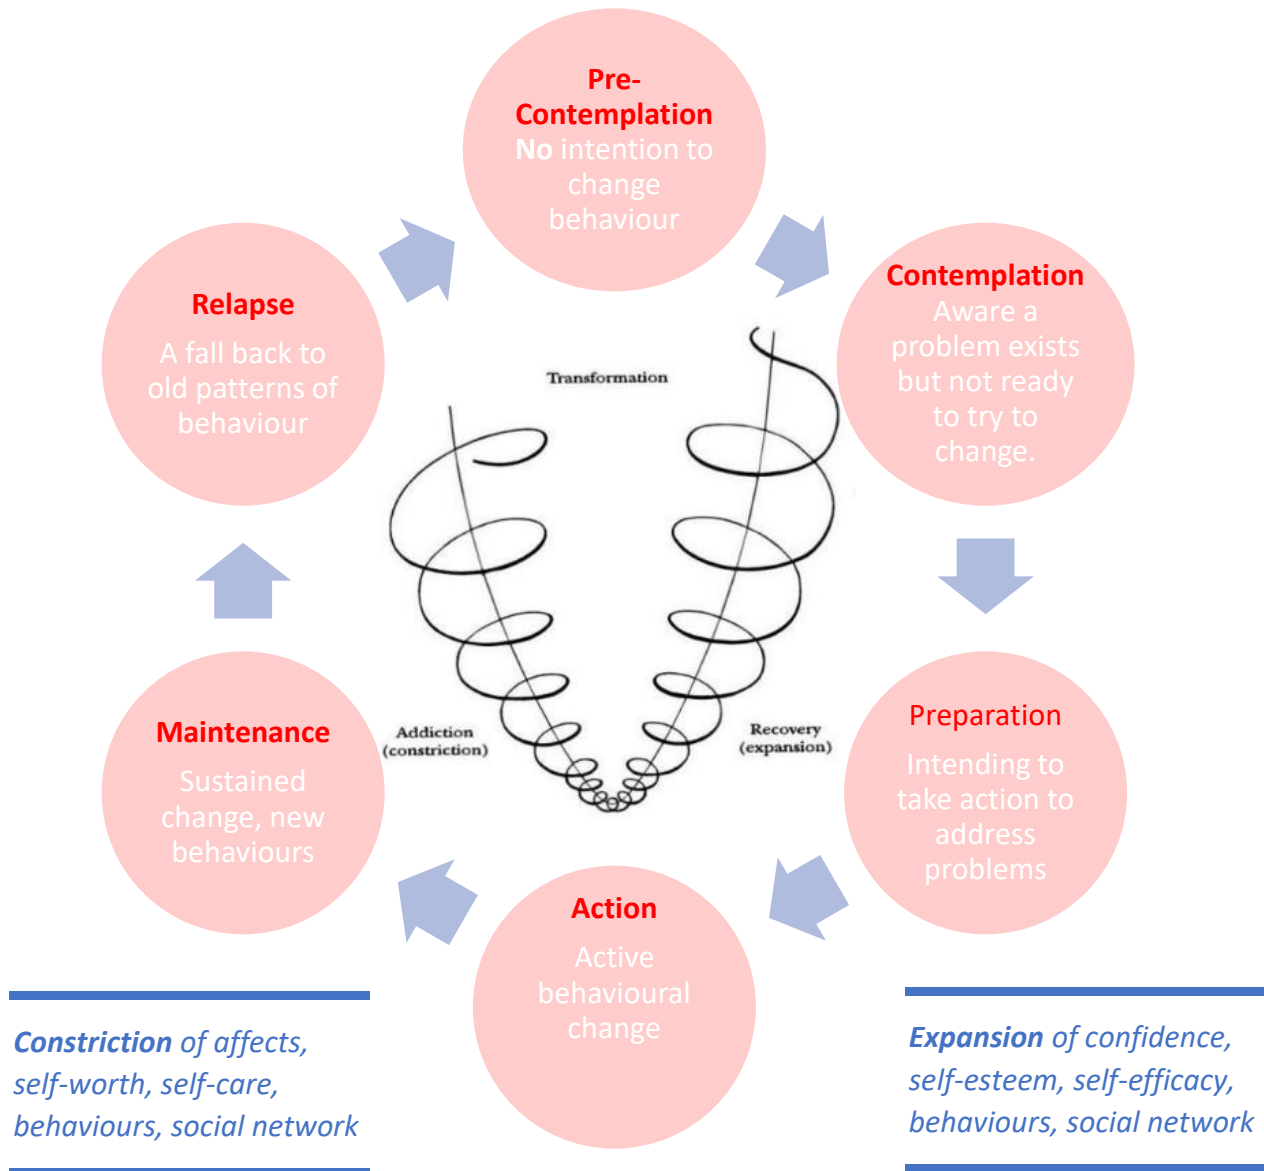 Pre-
Contemplation
No intention to
change
behaviour
Contemplation
Aware a
problem exists
but not ready
to try to
change.
Preparation
Intending to
take action to
address
problems
Action
Active
behavioural
change
Maintenance
Sustained
change, new
behaviours
Relapse
A fall back to
old patterns of
behaviour
Transformation
Addiction
(constriction)
Recovery
(expansion)
Constriction of affects,
self-worth, self-care,
behaviours, social network
Expansion of confidence,
self-esteem, self-efficacy,
behaviours, social network